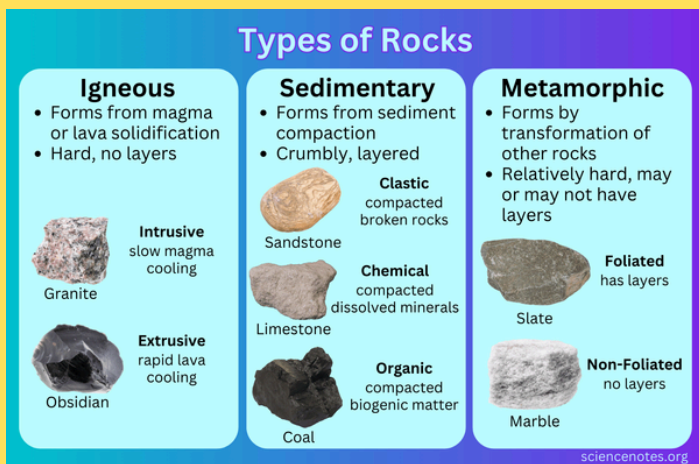 Types of Rocks
Igneous
• Forms from magma
or lava solidification
• Hard, no layers
Intrusive
slow magma
cooling
Granite
Extrusive
rapid lava
cooling
Obsidian
Sedimentary
• Forms from sediment
compaction
• Crumbly, layered
Clastic
compacted
broken rocks
Sandstone
Chemical
compacted
dissolved minerals
Limestone
Organic
compacted
biogenic matter
Coal
Metamorphic
• Forms by
transformation of
other rocks
• Relatively hard, may
or may not have
layers
Foliated
has layers
Slate
Non-Foliated
no layers
Marble
sciencenotes.org